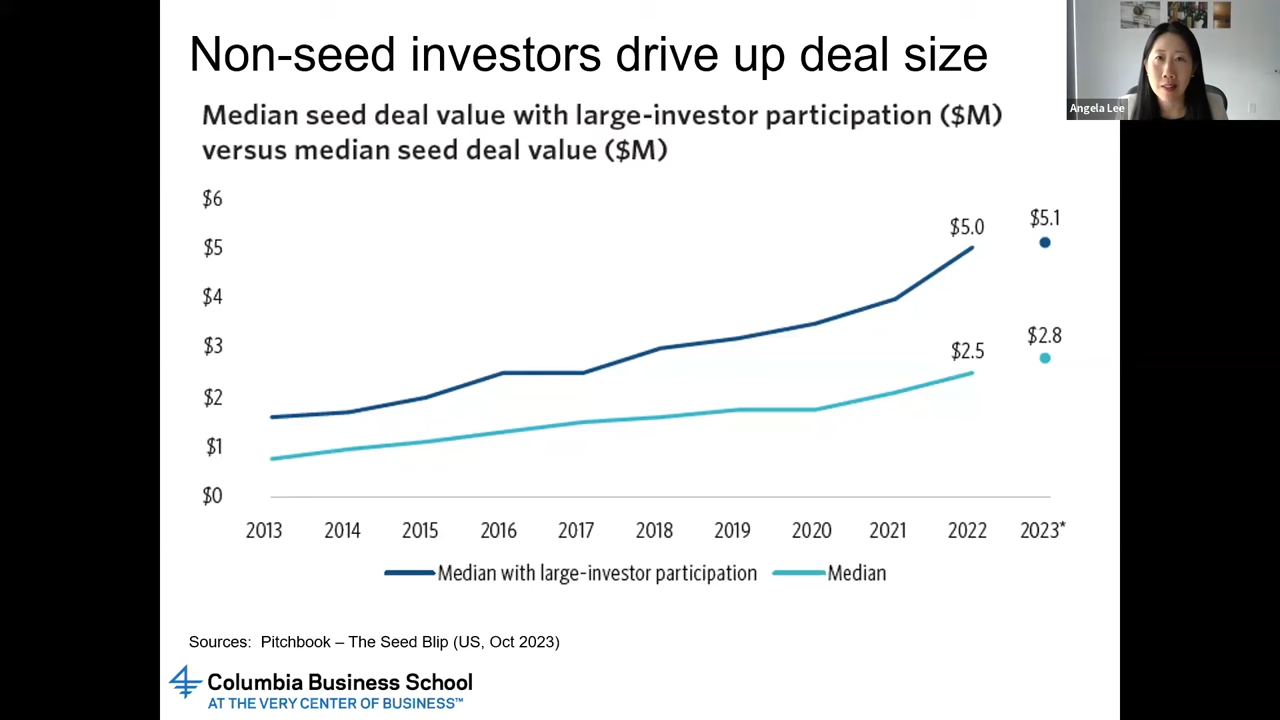 Non-seed investors drive up deal size
Angela Lee
Median seed deal value with large-investor participation ($M)
versus median seed deal value ($M)
$6
$5
$4
$3
$2
$1
$0
$5.0
$5.1
$2.5
$2.8
2013 2014 2015 2016 2017 2018 2019 2020 2021 2022 2023*
Median with large-investor participation Median
Sources: Pitchbook – The Seed Blip (US, Oct 2023)
Columbia Business School
AT THE VERY CENTER OF BUSINESS™